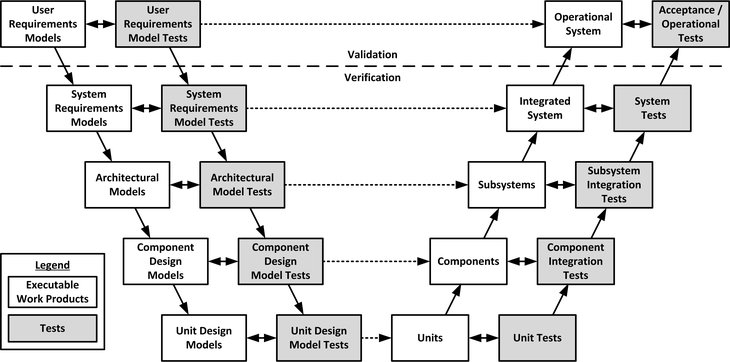 User
Requirements
Models
User
Requirements
Model Tests
Operational
System
Acceptance /
Operational
Tests
Validation
Verification
System
Requirements
Models
System
Requirements
Model Tests
Integrated
System
System
Tests
Architectural
Models
Architectural
Model Tests
Subsystems
Subsystem
Integration
Tests
Component
Design
Models
Component
Design
Model Tests
Components
Component
Integration
Tests
Legend
Executable
Work Products
Tests
Unit Design
Models
Unit Design
Model Tests
Units
Unit Tests